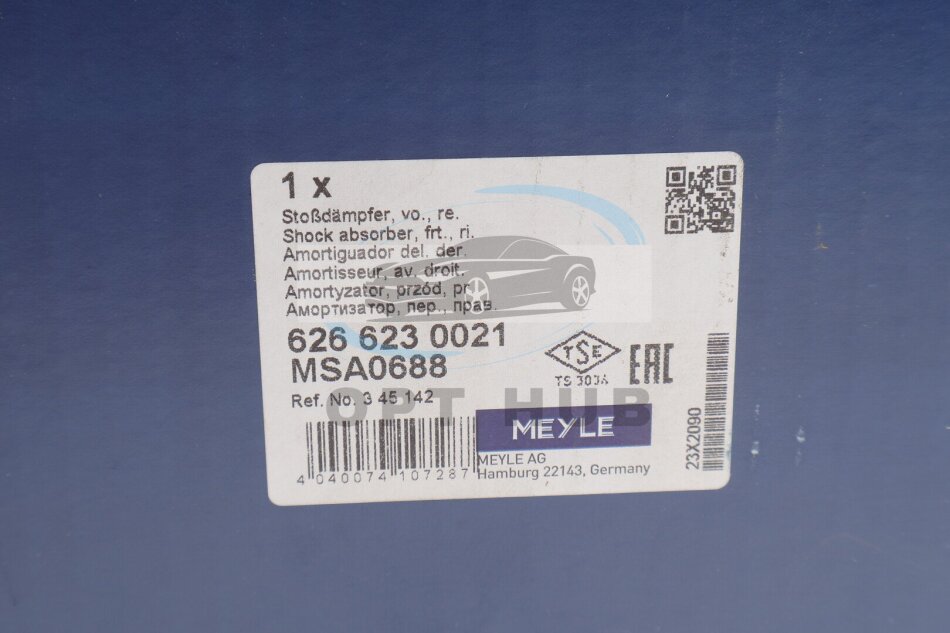 1 x
Stoßdämpfer, vo., re.
Shock absorber, frt., ri.
Amortiguador del. der.
Amortisseur, av. droit.
Amortyzator, przód, pr
Амортизатор, пер., прав.
626 623 0021
MSA0688
Ref. No. 3 45 142
TSE
TS 3034
EAC
OPT HUB
MEYLE
4 040074 107287
MEYLE AG
Hamburg 22143, Germany
23X2090